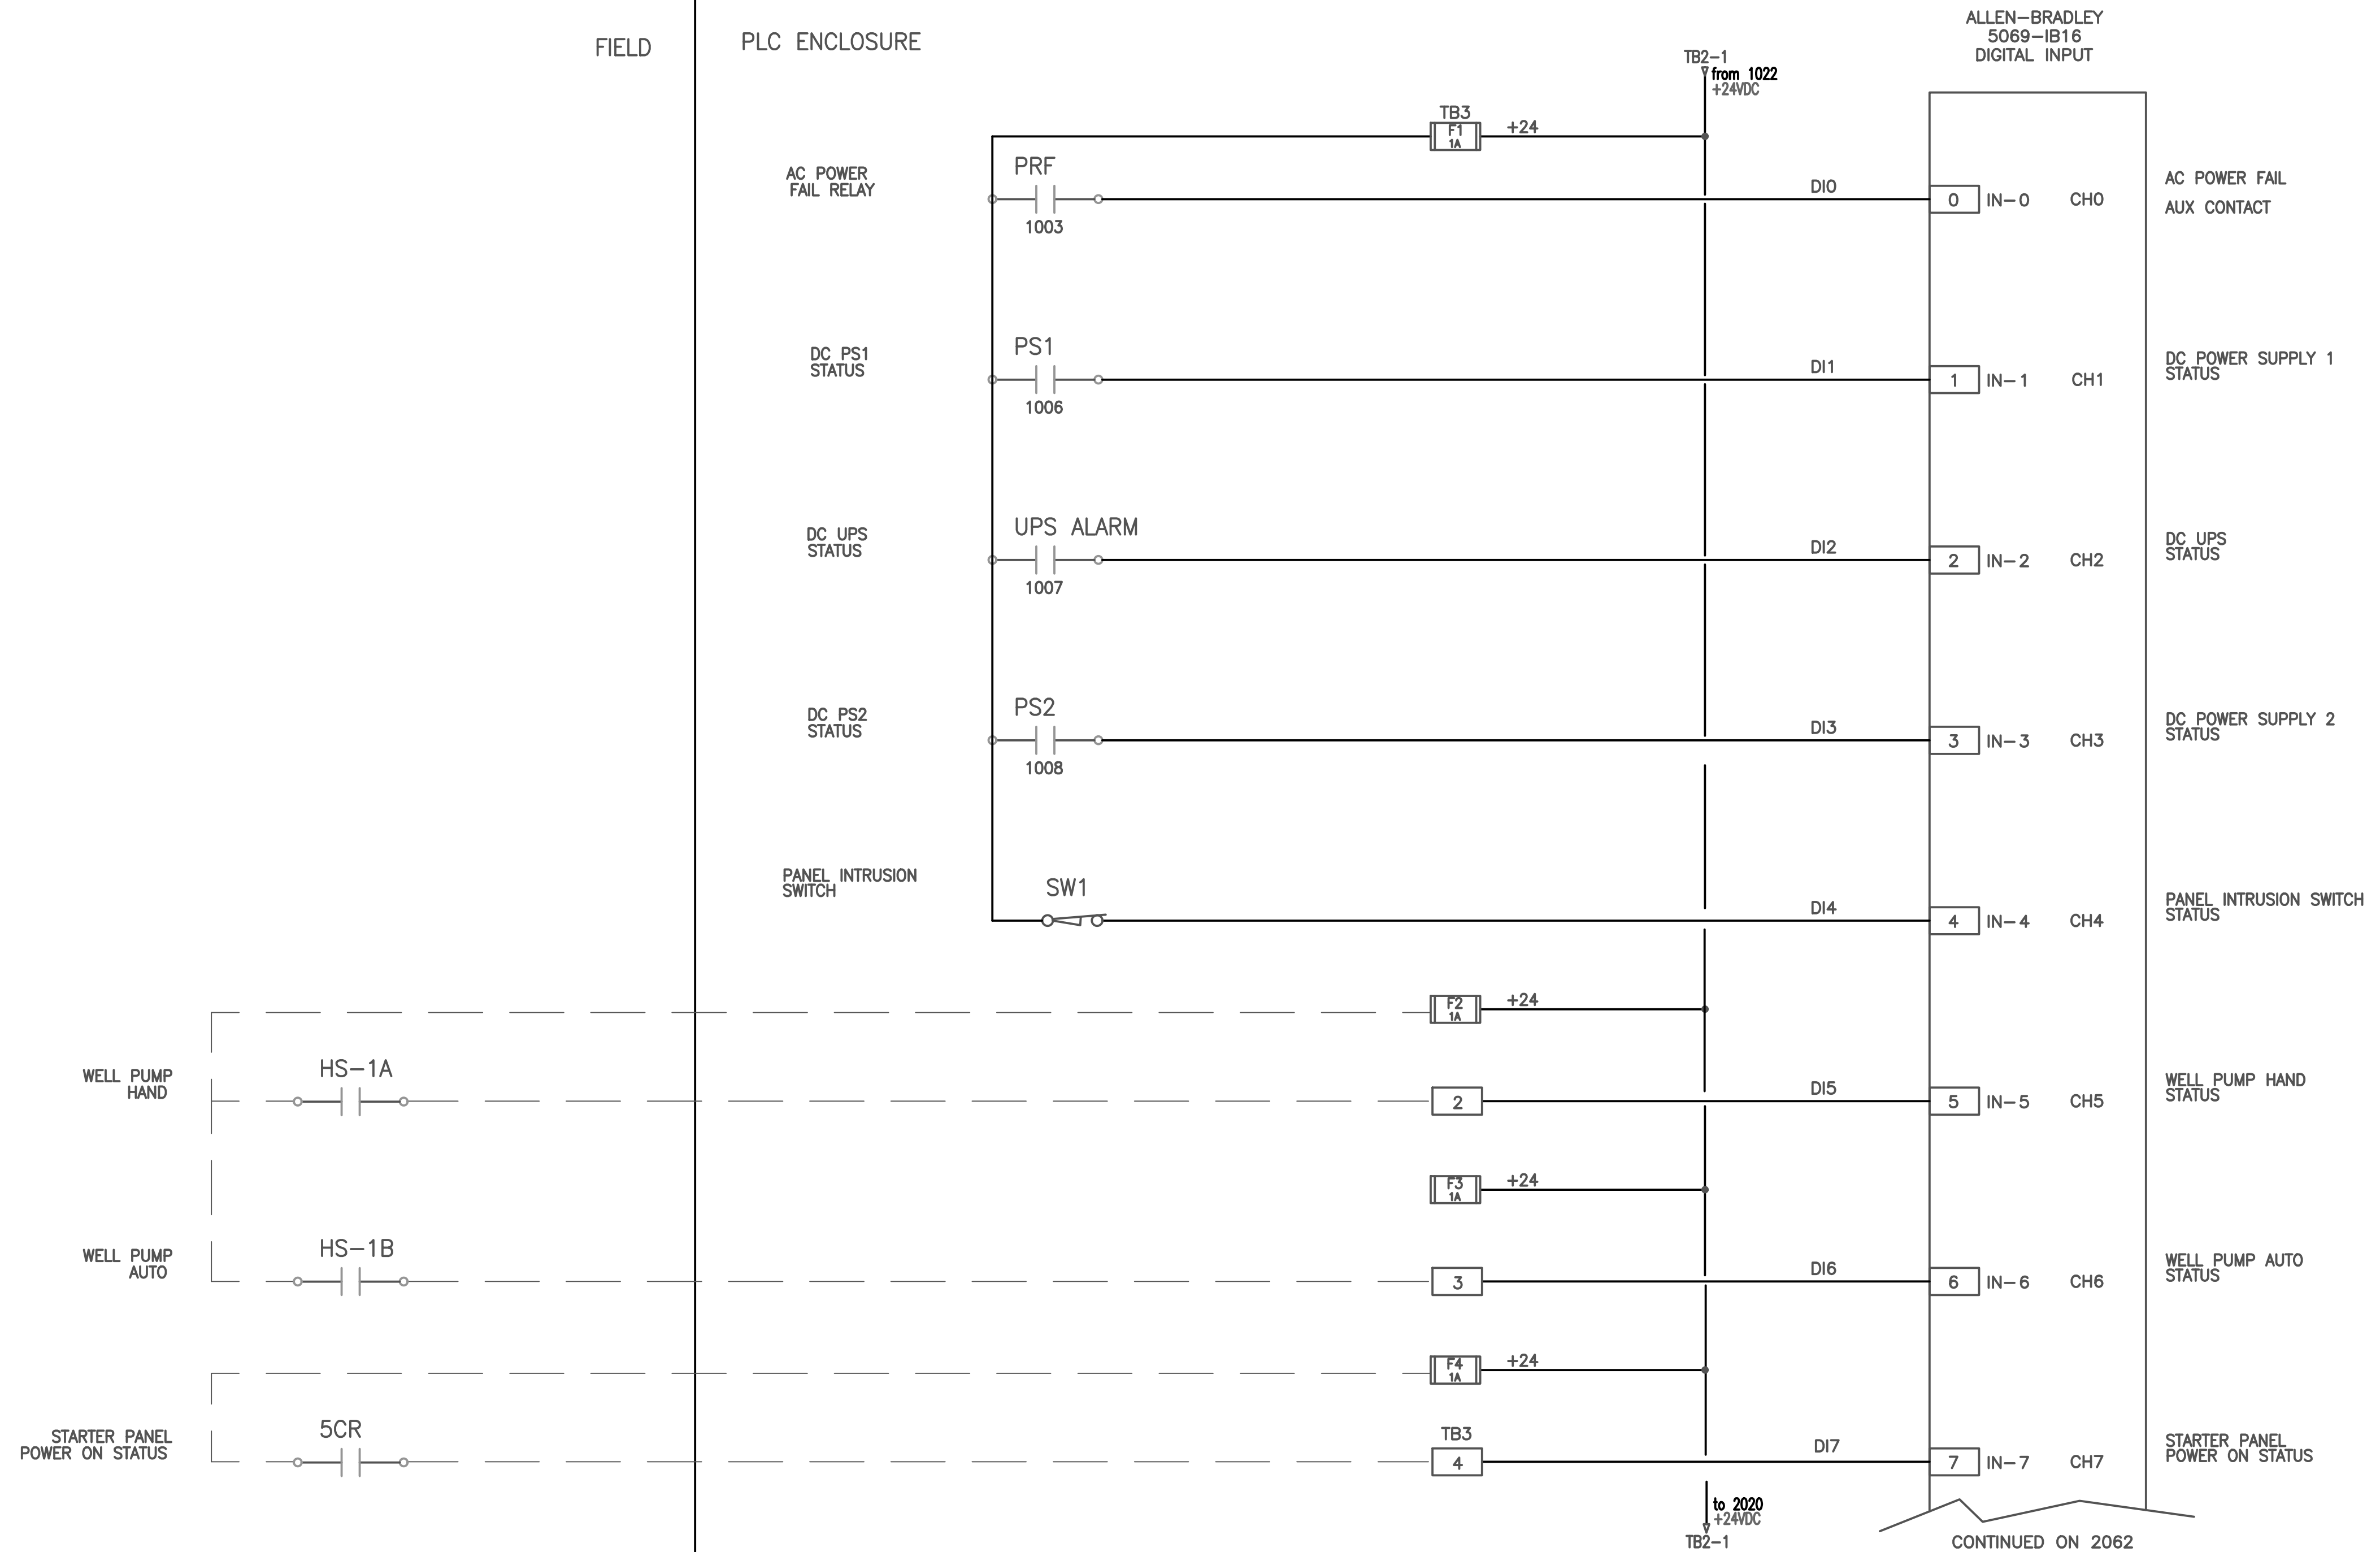 FIELD
PLC ENCLOSURE
ALLEN-BRADLEY
5069-IB16
DIGITAL INPUT
TB2-1
from 1022
+24VDC
TB3
F1
1A
+24
AC POWER
FAIL RELAY
PRF
1003
DI0
0 IN-0 CH0
AC POWER FAIL
AUX CONTACT
DC PS1
STATUS
PS1
1006
DI1
1 IN-1 CH1
DC POWER SUPPLY 1
STATUS
DC UPS
STATUS
UPS ALARM
1007
DI2
2 IN-2 CH2
DC UPS
STATUS
DC PS2
STATUS
PS2
1008
DI3
3 IN-3 CH3
DC POWER SUPPLY 2
STATUS
PANEL INTRUSION
SWITCH
SW1
DI4
4 IN-4 CH4
PANEL INTRUSION SWITCH
STATUS
F2
1A
+24
WELL PUMP
HAND
HS-1A
2
DI5
5 IN-5 CH5
WELL PUMP HAND
STATUS
F3
1A
+24
WELL PUMP
AUTO
HS-1B
3
DI6
6 IN-6 CH6
WELL PUMP AUTO
STATUS
F4
1A
+24
STARTER PANEL
POWER ON STATUS
5CR
TB3
4
DI7
7 IN-7 CH7
STARTER PANEL
POWER ON STATUS
to 2020
+24VDC
TB2-1
CONTINUED ON 2062